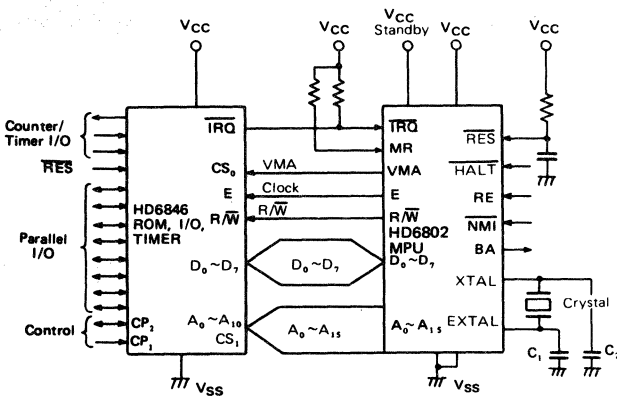 VCC
VCC
VCC
Standby
VCC
VCC
Counter/
Timer I/O
RES
Parallel
I/O
Control
IRQ
CS0
E
HD6846
ROM, I/O,
TIMER
R/W
D0~D7
A0~A10
CS1
CP2
CP1
VSS
VMA
Clock
R/W
D0~D7
A0~A15
IRQ
MR
VMA
E
R/W
HD6802
MPU
D0~D7
A0~A15
RES
HALT
RE
NMI
BA
XTAL
EXTAL
VSS
Crystal
C1
C2